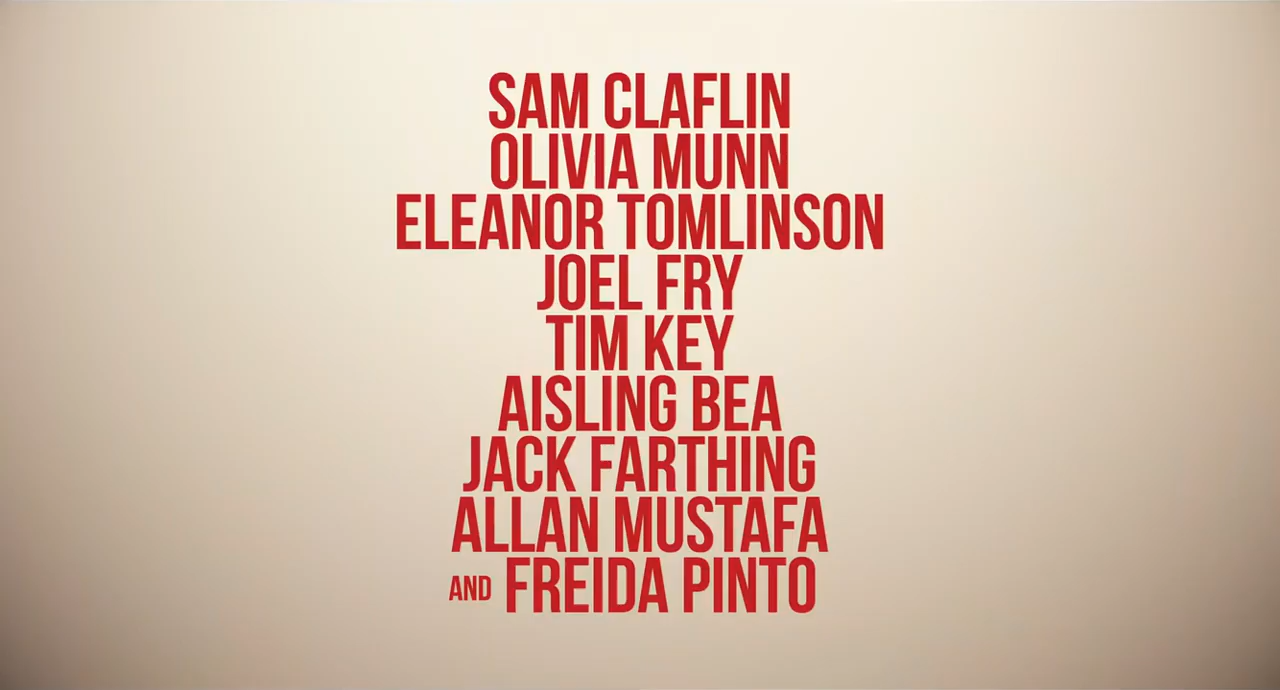 SAM CLAFLIN
OLIVIA MUNN
ELEANOR TOMLINSON
JOEL FRY
TIM KEY
AISLING BEA
JACK FARTHING
ALLAN MUSTAFA
AND FREIDA PINTO